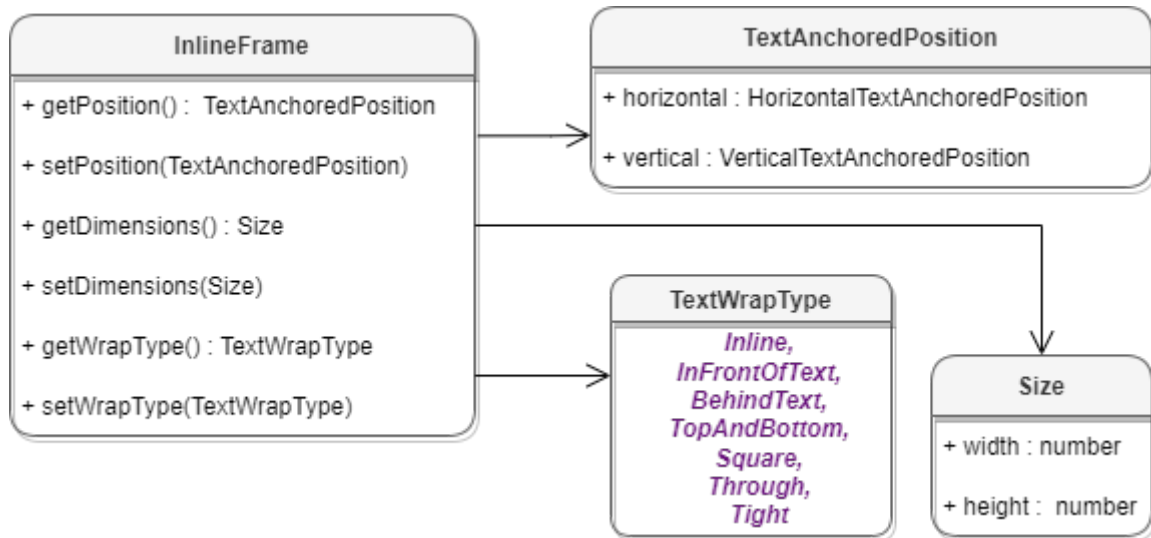 InlineFrame
+ getPosition() : TextAnchoredPosition
+ setPosition(TextAnchoredPosition)
+ getDimensions() : Size
+ setDimensions(Size)
+ getWrapType() : TextWrapType
+ setWrapType(TextWrapType)
TextAnchoredPosition
+ horizontal : HorizontalTextAnchoredPosition
+ vertical : VerticalTextAnchoredPosition
TextWrapType
Inline,
InFrontOfText,
BehindText,
TopAndBottom,
Square,
Through,
Tight
Size
+ width : number
+ height : number